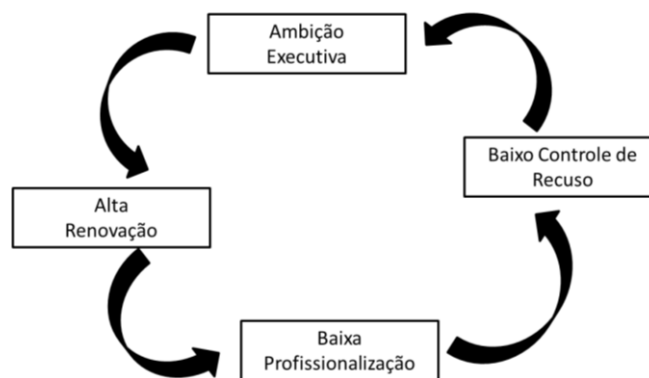 Ambição
Executiva
Baixo Controle de
Recuso
Alta
Renovação
Baixa
Profissionalização